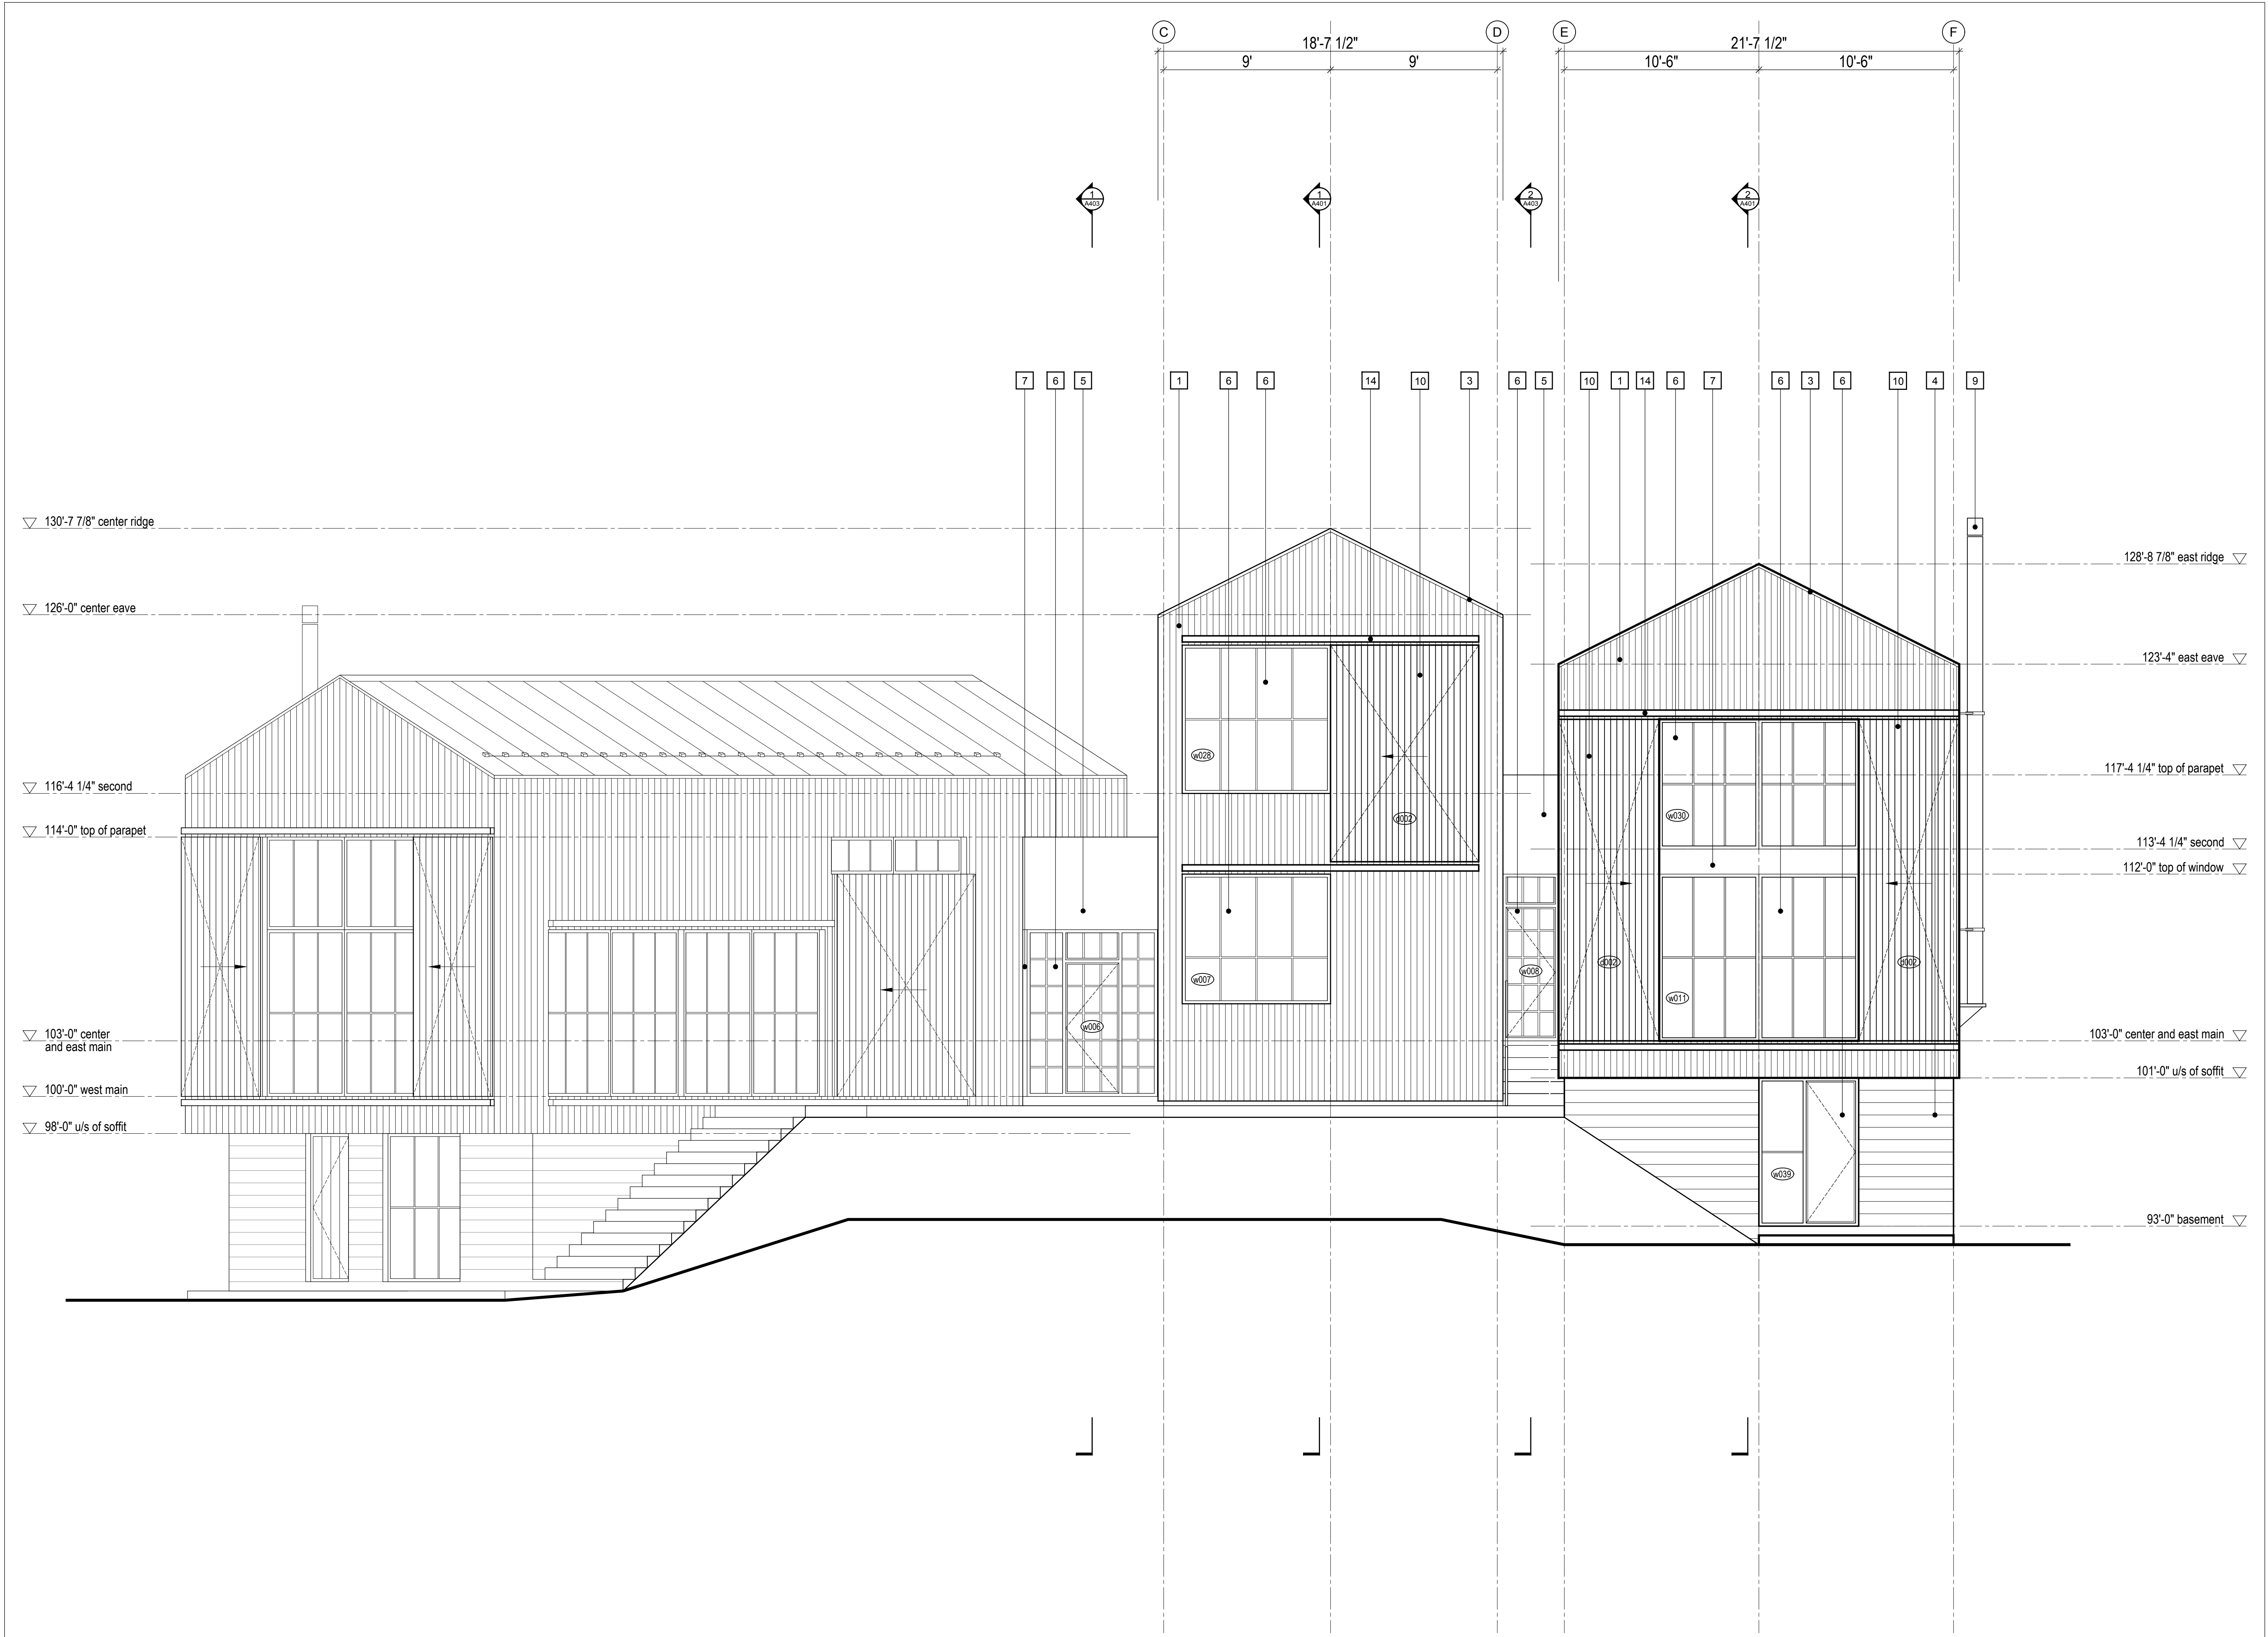 C D E F
18'-7 1/2" 21'-7 1/2"
9' 9' 10'-6" 10'-6"
1 1 2 2
A403 A401 A403 A401
7 6 5 1 6 6 14 10 3 6 5 10 1 14 6 7 6 3 6 10 4 9
130'-7 7/8" center ridge
128'-8 7/8" east ridge
126'-0" center eave
123'-4" east eave
w028
117'-4 1/4" top of parapet
116'-4 1/4" second
d002
w030
114'-0" top of parapet
113'-4 1/4" second
112'-0" top of window
d002
d002
w008
w007
w011
w006
103'-0" center
and east main
103'-0" center and east main
101'-0" u/s of soffit
100'-0" west main
98'-0" u/s of soffit
w039
93'-0" basement